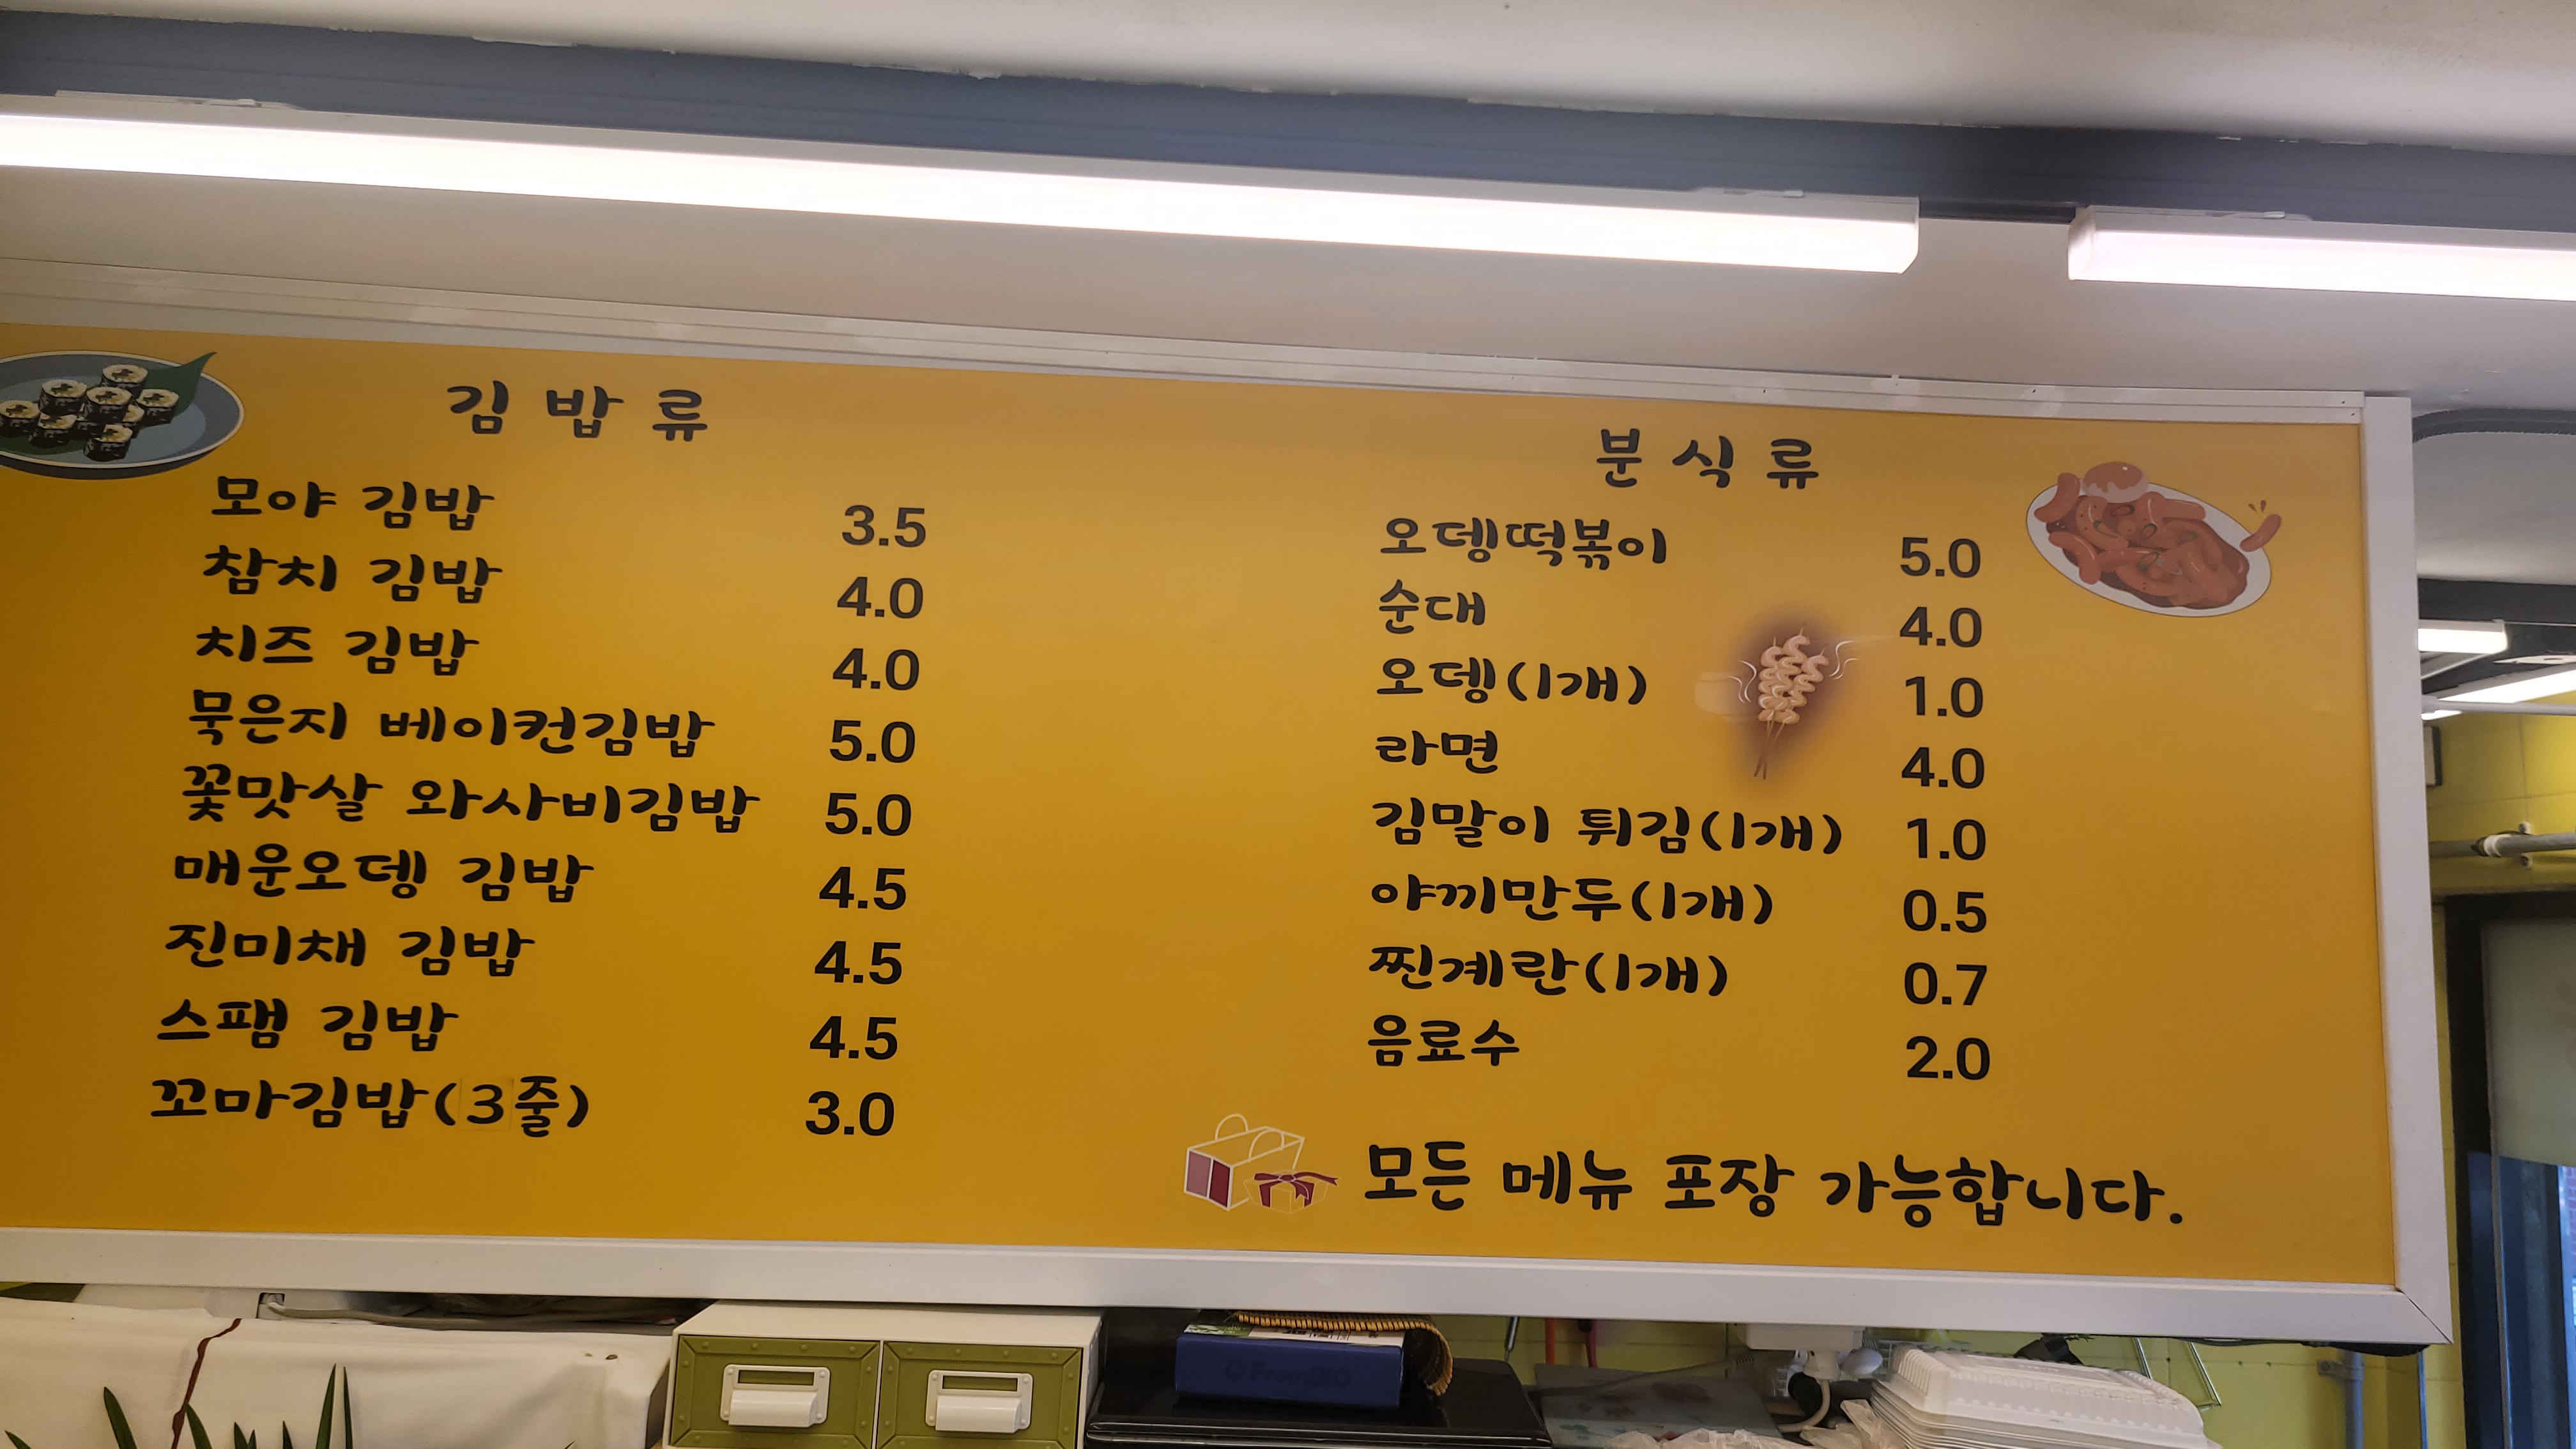 김밥류
모야 김밥 3.5
참치 김밥 4.0
치즈 김밥 4.0
묵은지 베이컨김밥 5.0
꽃맛살 와사비김밥 5.0
매운오뎅 김밥 4.5
진미채 김밥 4.5
스팸 김밥 4.5
꼬마김밥(3줄) 3.0
분식류
오뎅떡볶이 5.0
순대 4.0
오뎅(1개) 1.0
라면 4.0
김말이 튀김(1개) 1.0
야끼만두(1개) 0.5
찐계란(1개) 0.7
음료수 2.0
모든 메뉴 포장 가능합니다.
FromBIO